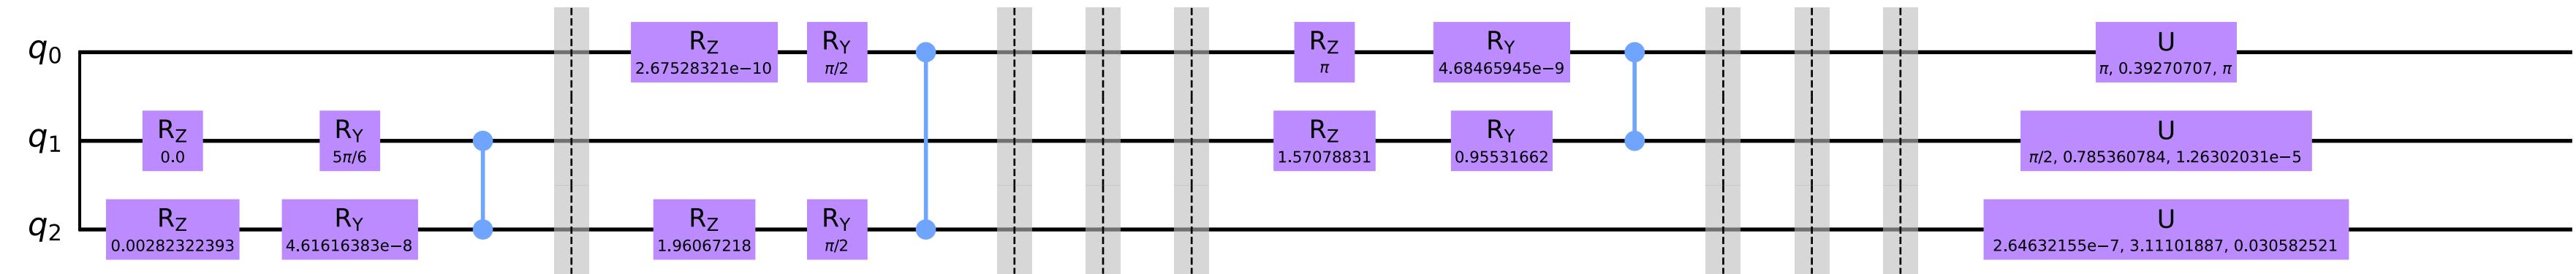 q0
RZ
2.67528321e−10
RY
π/2
RZ
π
RY
4.68465945e−9
U
π, 0.39270707, π
q1
RZ
0.0
RY
5π/6
RZ
1.57078831
RY
0.95531662
U
π/2, 0.785360784, 1.26302031e−5
q2
RZ
0.00282322393
RY
4.61616383e−8
RZ
1.96067218
RY
π/2
U
2.64632155e−7, 3.11101887, 0.030582521